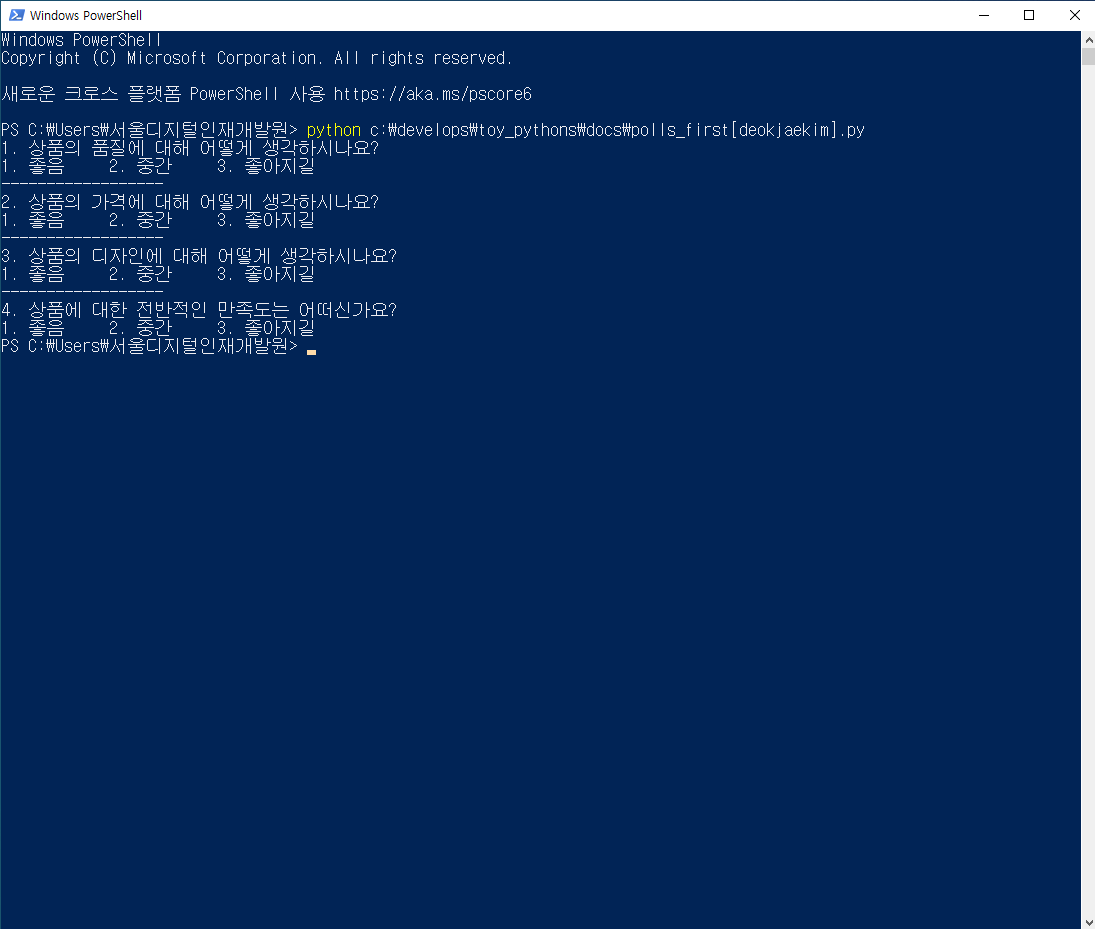 Windows PowerShell
Windows PowerShell
Copyright (C) Microsoft Corporation. All rights reserved.
새로운 크로스 플랫폼 PowerShell 사용 https://aka.ms/pscore6
PS C:₩Users₩서울디지털인재개발원> python c:₩develops₩toy_pythons₩docs₩polls_first[deokjaekim].py
1. 상품의 품질에 대해 어떻게 생각하시나요?
1. 좋음 2. 중간 3. 좋아지길
------------------
2. 상품의 가격에 대해 어떻게 생각하시나요?
1. 좋음 2. 중간 3. 좋아지길
------------------
3. 상품의 디자인에 대해 어떻게 생각하시나요?
1. 좋음 2. 중간 3. 좋아지길
------------------
4. 상품에 대한 전반적인 만족도는 어떠신가요?
1. 좋음 2. 중간 3. 좋아지길
PS C:₩Users₩서울디지털인재개발원>